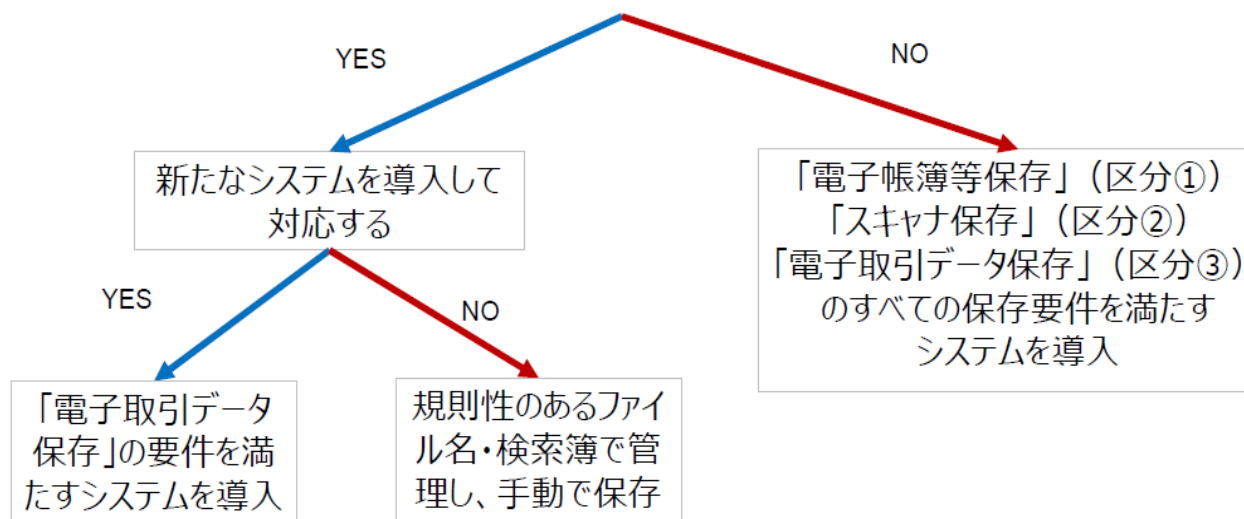 YES
NO
新たなシステムを導入して
対応する
「電子帳簿等保存」（区分①）
「スキャナ保存」（区分②）
「電子取引データ保存」（区分③）
のすべての保存要件を満たす
システムを導入
YES
NO
「電子取引データ
保存」の要件を満
たすシステムを導入
規則性のあるファイ
ル名・検索簿で管
理し、手動で保存